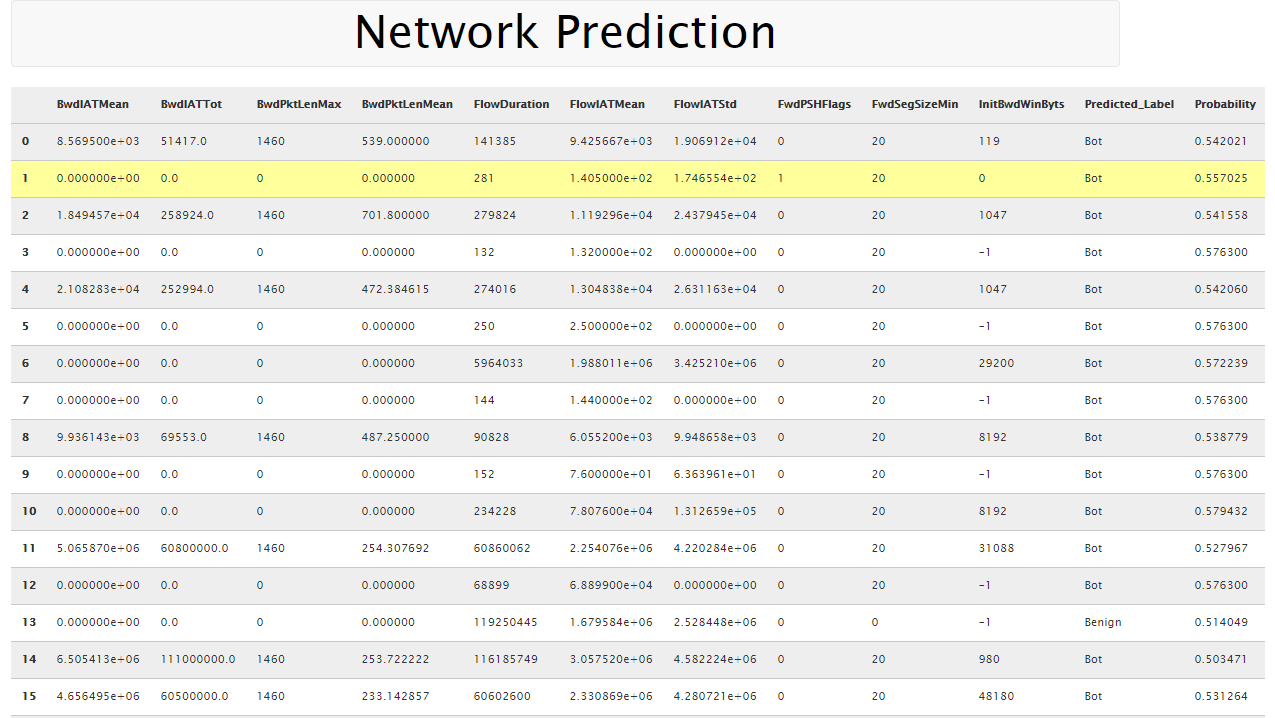 Network Prediction
BwdIATMean BwdIATTot BwdPktLenMax BwdPktLenMean FlowDuration FlowIATMean FlowIATStd FwdPSHFlags FwdSegSizeMin InitBwdWinByts Predicted_Label Probability
0 8.569500e+03 51417.0 1460 539.000000 141385 9.425667e+03 1.906912e+04 0 20 119 Bot 0.542021
1 0.000000e+00 0.0 0 0.000000 281 1.405000e+02 1.746554e+02 1 20 0 Bot 0.557025
2 1.849457e+04 258924.0 1460 701.800000 279824 1.119296e+04 2.437945e+04 0 20 1047 Bot 0.541558
3 0.000000e+00 0.0 0 0.000000 132 1.320000e+02 0.000000e+00 0 20 -1 Bot 0.576300
4 2.108283e+04 252994.0 1460 472.384615 274016 1.304838e+04 2.631163e+04 0 20 1047 Bot 0.542060
5 0.000000e+00 0.0 0 0.000000 250 2.500000e+02 0.000000e+00 0 20 -1 Bot 0.576300
6 0.000000e+00 0.0 0 0.000000 5964033 1.988011e+06 3.425210e+06 0 20 29200 Bot 0.572239
7 0.000000e+00 0.0 0 0.000000 144 1.440000e+02 0.000000e+00 0 20 -1 Bot 0.576300
8 9.936143e+03 69553.0 1460 487.250000 90828 6.055200e+03 9.948658e+03 0 20 8192 Bot 0.538779
9 0.000000e+00 0.0 0 0.000000 152 7.600000e+01 6.363961e+01 0 20 -1 Bot 0.576300
10 0.000000e+00 0.0 0 0.000000 234228 7.807600e+04 1.312659e+05 0 20 8192 Bot 0.579432
11 5.065870e+06 60800000.0 1460 254.307692 60860062 2.254076e+06 4.220284e+06 0 20 31088 Bot 0.527967
12 0.000000e+00 0.0 0 0.000000 68899 6.889900e+04 0.000000e+00 0 20 -1 Bot 0.576300
13 0.000000e+00 0.0 0 0.000000 119250445 1.679584e+06 2.528448e+06 0 0 -1 Benign 0.514049
14 6.505413e+06 111000000.0 1460 253.722222 116185749 3.057520e+06 4.582224e+06 0 20 980 Bot 0.503471
15 4.656495e+06 60500000.0 1460 233.142857 60602600 2.330869e+06 4.280721e+06 0 20 48180 Bot 0.531264